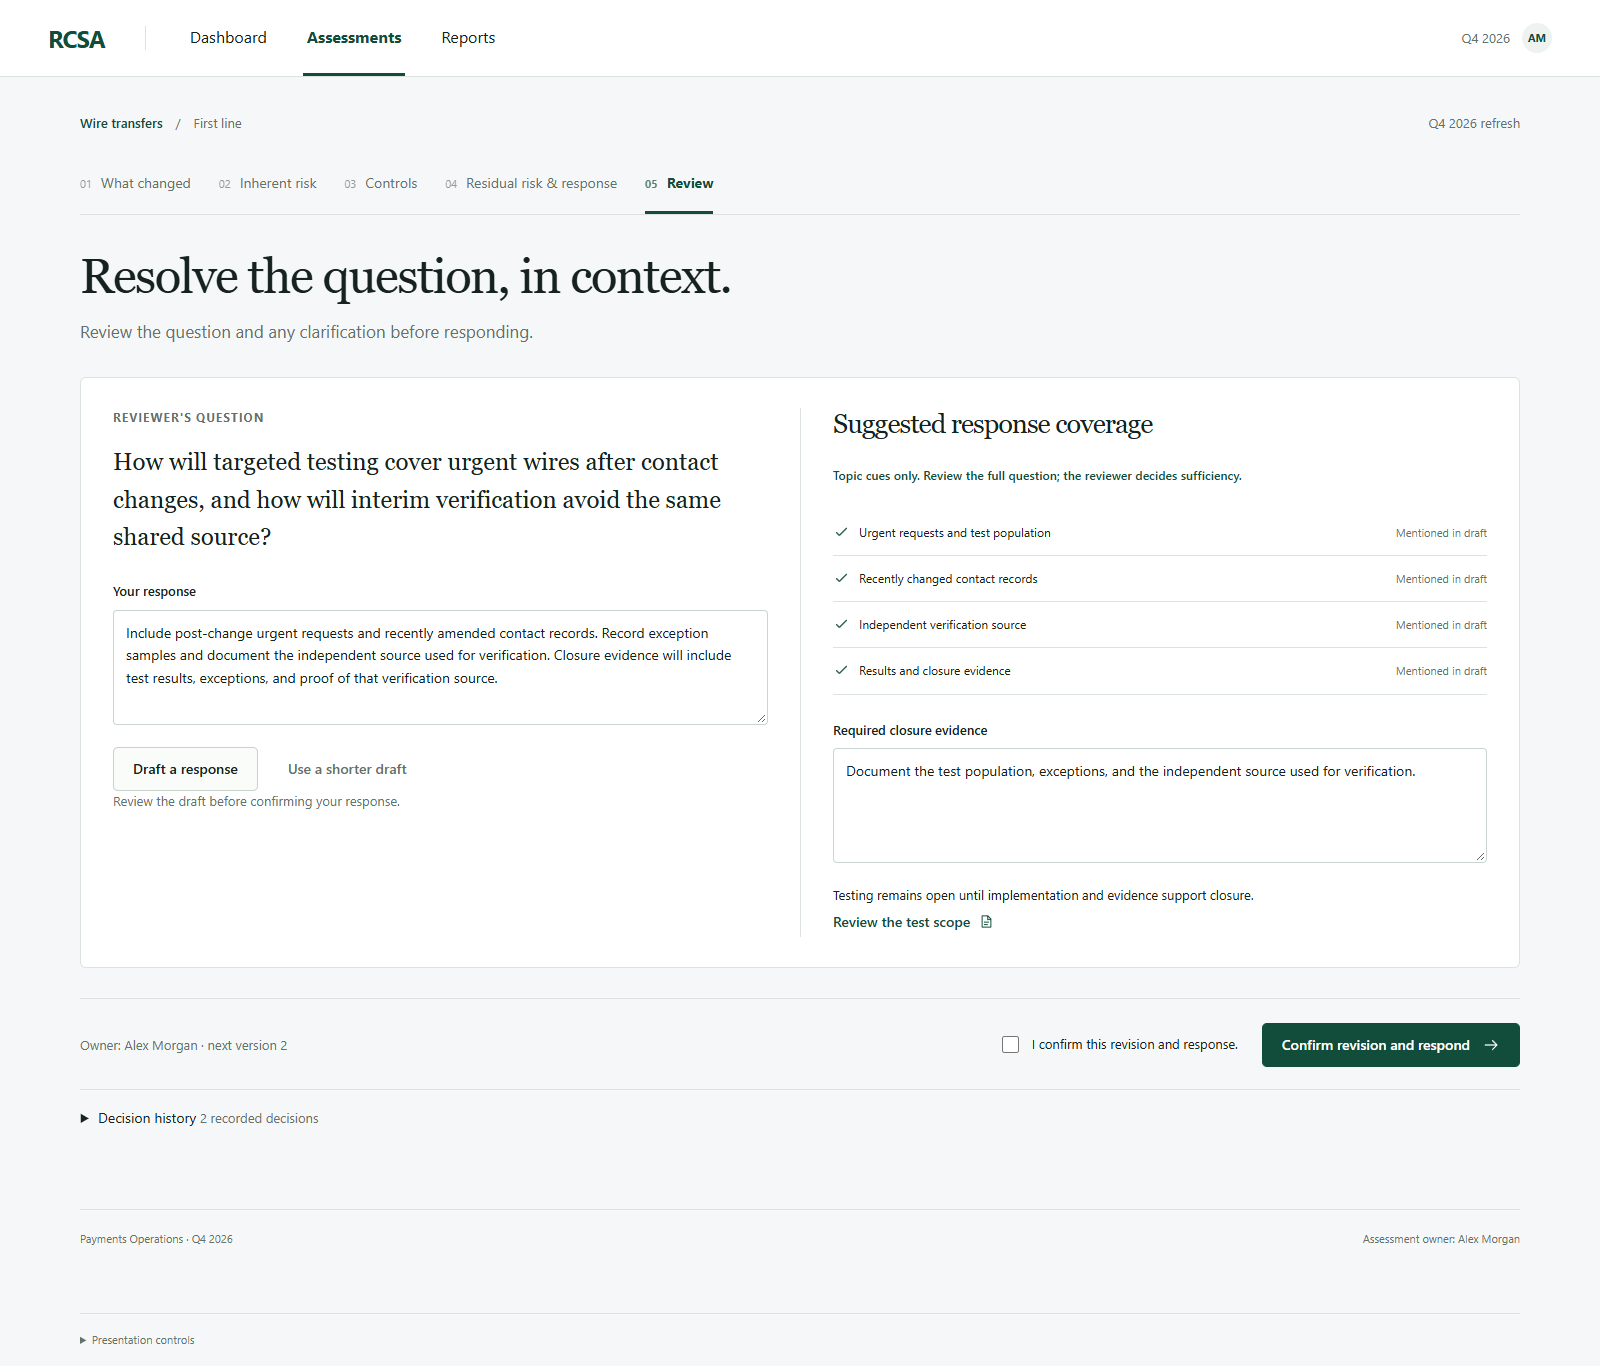 RCSA
Dashboard
Assessments
Reports
Q4 2026
AM
Wire transfers / First line
Q4 2026 refresh
01 What changed
02 Inherent risk
03 Controls
04 Residual risk & response
05 Review
Resolve the question, in context.
Review the question and any clarification before responding.
REVIEWER'S QUESTION
How will targeted testing cover urgent wires after contact
changes, and how will interim verification avoid the same
shared source?
Your response
Include post-change urgent requests and recently amended contact records. Record exception
samples and document the independent source used for verification. Closure evidence will include
test results, exceptions, and proof of that verification source.
Draft a response
Use a shorter draft
Review the draft before confirming your response.
Suggested response coverage
Topic cues only. Review the full question; the reviewer decides sufficiency.
Urgent requests and test population
Mentioned in draft
Recently changed contact records
Mentioned in draft
Independent verification source
Mentioned in draft
Results and closure evidence
Mentioned in draft
Required closure evidence
Document the test population, exceptions, and the independent source used for verification.
Testing remains open until implementation and evidence support closure.
Review the test scope
Owner: Alex Morgan · next version 2
I confirm this revision and response.
Confirm revision and respond
Decision history 2 recorded decisions
Payments Operations · Q4 2026
Assessment owner: Alex Morgan
Presentation controls